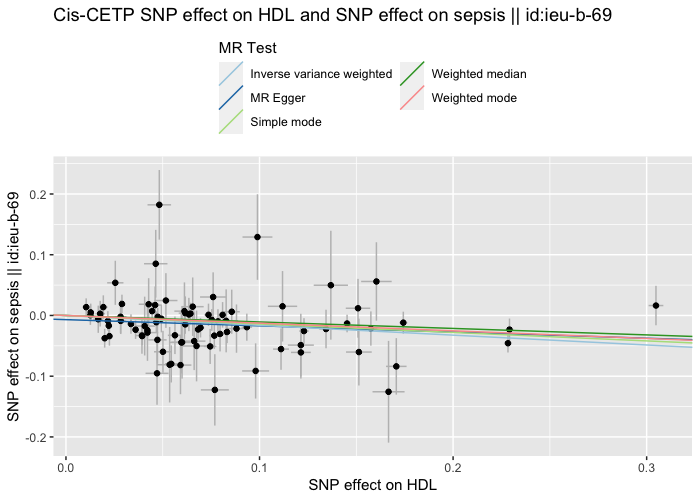 Cis-CETP SNP effect on HDL and SNP effect on sepsis || id:ieu-b-69
MR Test
Inverse variance weighted
Weighted median
MR Egger
Weighted mode
Simple mode
SNP effect on sepsis || id:ieu-b-69
0.2
0.1
0.0
-0.1
-0.2
0.0
0.1
0.2
0.3
SNP effect on HDL